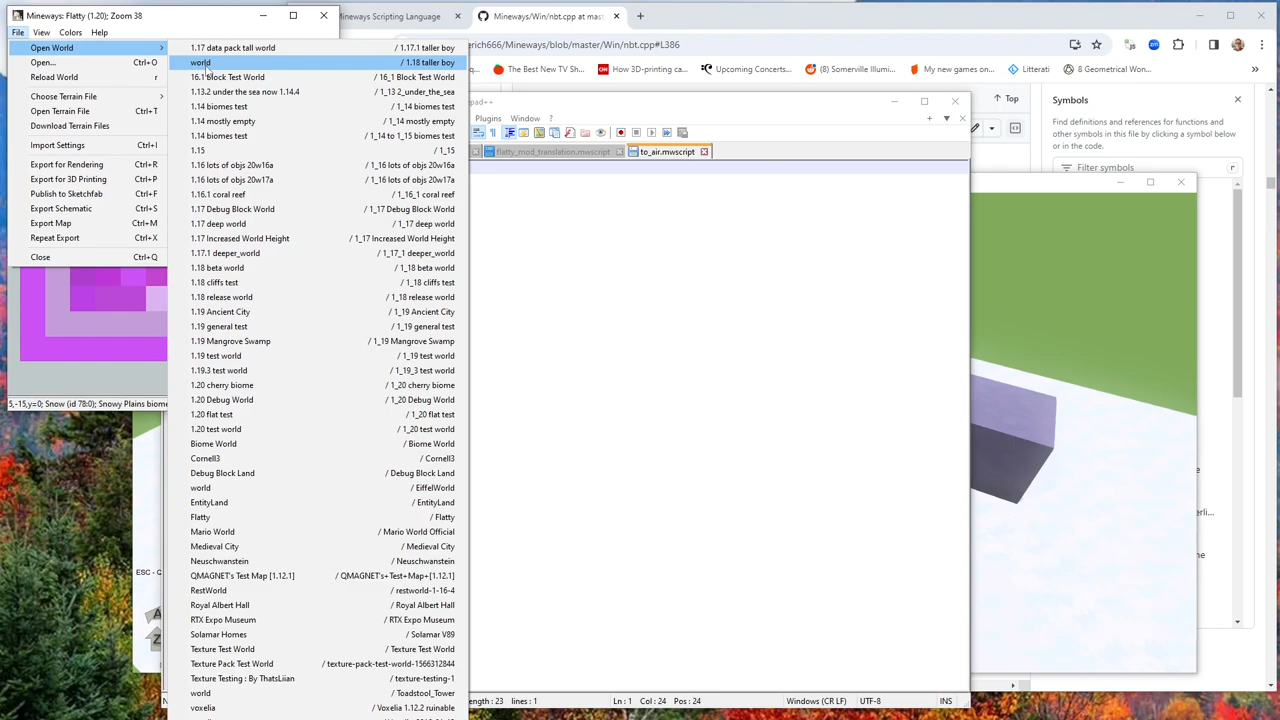 Mineways: Flatty (1.20); Zoom 38
Mineways Scripting Language
Mineways/Win/nbt.cpp at mast
File View Colors Help
erich666/Mineways/blob/master/Win/nbt.cpp#L386
The Best New TV Sh...
How 3D-printing ca...
Upcoming Concerts...
(8) Somerville Illumi...
Litterati
8 Geometrical Won...
Open World
Open... Ctrl+O
Reload World Ctrl+J
Choose Terrain File
Open Terrain File Ctrl+T
Download Terrain Files
Import Settings Ctrl+I
Export for Rendering Ctrl+R
Export for 3D Printing Ctrl+P
Publish to Sketchfab Ctrl+F
Export Schematic Ctrl+S
Export Map Ctrl+M
Repeat Export Ctrl+X
Close Ctrl+Q
1.17 data pack tall world / 1.17.1 taller boy
world / 1.18 taller boy
16.1 Block Test World / 16_1 Block Test World
1.13.2 under the sea now 1.14.4 / 1_13 2_under_the_sea
1.14 biomes test / 1_14 biomes test
1.14 mostly empty / 1_14 mostly empty
1.14 biomes test / 1_14 to 1_15 biomes test
1.15 / 1_15
1.16 lots of objs 20w16a / 1_16 lots of objs 20w16a
1.16 lots of objs 20w17a / 1_16 lots of objs 20w17a
1.16.1 coral reef / 1_16_1 coral reef
1.17 Debug Block World / 1_17 Debug Block World
1.17 deep world / 1_17 deep world
1.17 Increased World Height / 1_17 Increased World Height
1.17.1 deeper_world / 1_17_1 deeper_world
1.18 beta world / 1_18 beta world
1.18 cliffs test / 1_18 cliffs test
1.18 release world / 1_18 release world
1.19 Ancient City / 1_19 Ancient City
1.19 general test / 1_19 general test
1.19 Mangrove Swamp / 1_19 Mangrove Swamp
1.19 test world / 1_19 test world
1.19.3 test world / 1_19_3 test world
1.20 cherry biome / 1_20 cherry biome
1.20 Debug World / 1_20 Debug World
1.20 flat test / 1_20 flat test
1.20 test world / 1_20 test world
Biome World / Biome World
Cornell3 / Cornell3
Debug Block Land / Debug Block Land
world / EiffelWorld
EntityLand / EntityLand
Flatty / Flatty
Mario World / Mario World Official
Medieval City / Medieval City
Neuschwanstein / Neuschwanstein
QMAGNET's Test Map [1.12.1] / QMAGNET's+Test+Map+[1.12.1]
RestWorld / restworld-1-16-4
Royal Albert Hall / Royal Albert Hall
RTX Expo Museum / RTX Expo Museum
Solamar Homes / Solamar V89
Texture Test World / Texture Test World
Texture Pack Test World / texture-pack-test-world-1566312844
Texture Testing : By ThatsLiian / texture-testing-1
world / Toadstool_Tower
voxelia / Voxelia 1.12.2 ruinable
5,-15,y=0; Snow (id 78:0); Snowy Plains biome
ESC - Q
A
Z
pad++
Plugins Window ?
flatty_mod_translation.mwscript
to_air.mwscript
ength : 23 lines : 1
Ln : 1 Col : 24 Pos : 24
Windows (CR LF)
UTF-8
INS
Top
Symbols
Find definitions and references for functions and other symbols in this file by clicking a symbol below or in the code.
Filter symbols
erli...